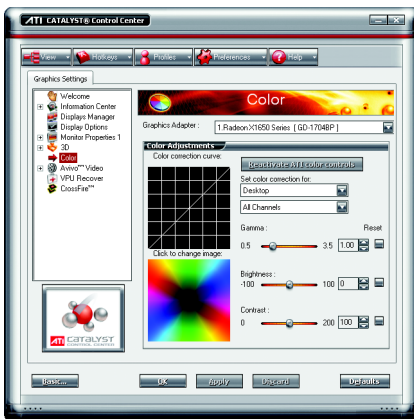 ATI CATALYST® Control Center
View
Hotkeys
Profiles
Preferences
Help
Graphics Settings
Welcome
Information Center
Displays Manager
Display Options
Monitor Properties 1
3D
Color
Avivo™ Video
VPU Recover
CrossFire™
Color
Graphics Adapter :
1.Radeon X1650 Series ( GD-1704BP )
Color Adjustments
Color correction curve:
Reactivate ATI color controls
Set color correction for:
Desktop
All Channels
Gamma :
Reset
0.5
3.5
1.00
Click to change image:
Brightness :
-100
100
0
Contrast :
0
200
100
ATI CATALYST
CONTROL CENTER
Basic...
OK
Apply
Discard
Defaults